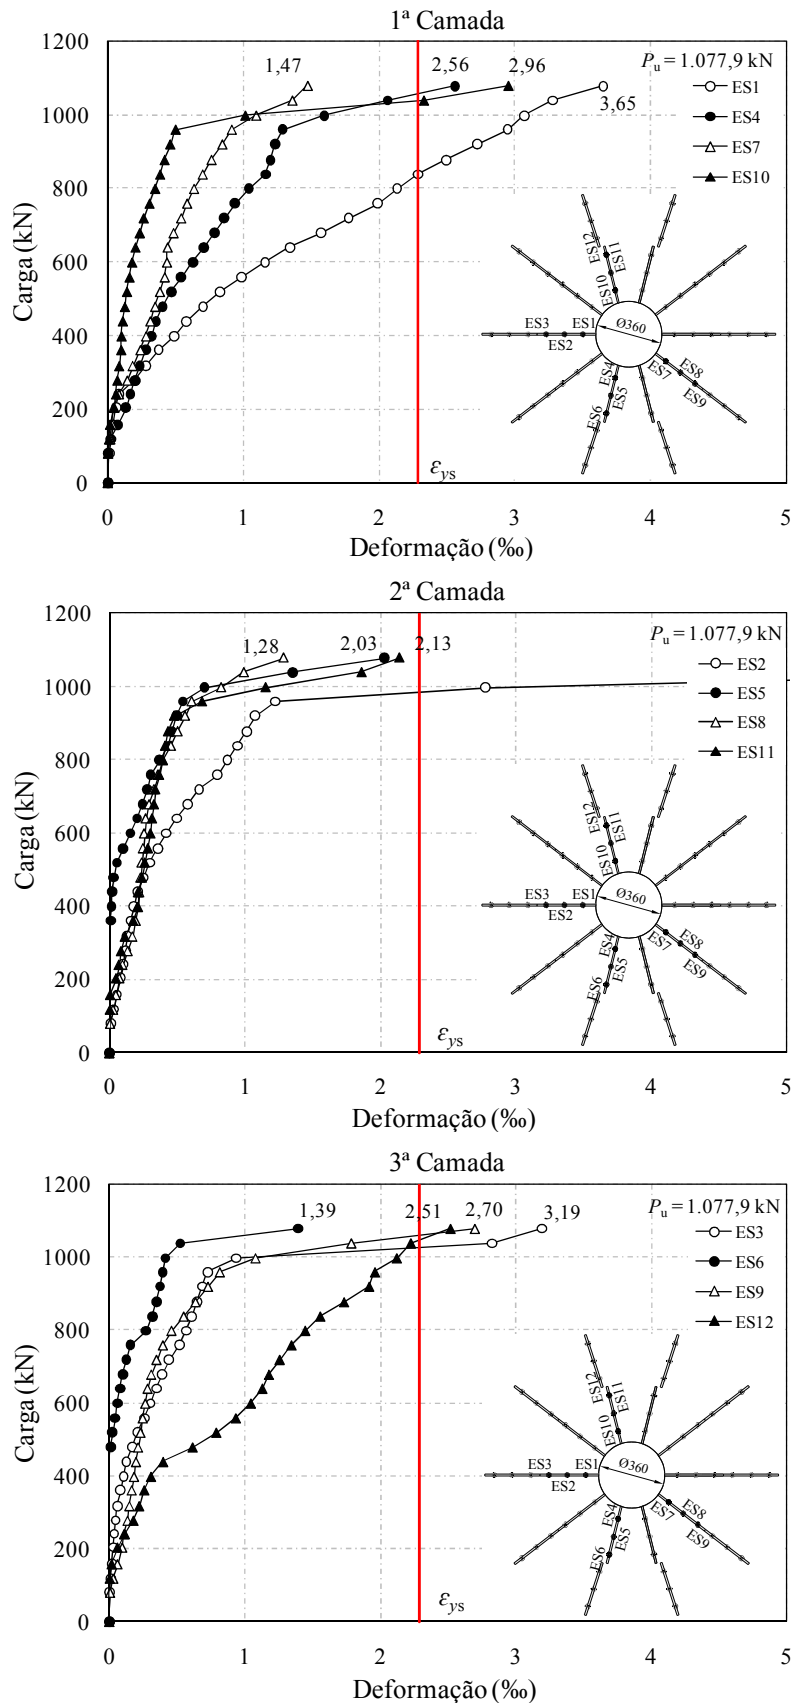 1ª Camada
1200
1000
800
600
400
200
0
Carga (kN)
1,47
2,56
2,96
3,65
Pu = 1.077,9 kN
ES1
ES4
ES7
ES10
ES12
ES11
ES10
ES3
ES1
ES2
Ø360
ES4
ES5
ES6
ES7
ES8
ES9
εys
0 1 2 3 4 5
Deformação (‰)
2ª Camada
1200
1000
800
600
400
200
0
Carga (kN)
1,28
2,03
2,13
Pu = 1.077,9 kN
ES2
ES5
ES8
ES11
ES12
ES11
ES10
ES3
ES1
ES2
Ø360
ES4
ES5
ES6
ES7
ES8
ES9
εys
0 1 2 3 4 5
Deformação (‰)
3ª Camada
1200
1000
800
600
400
200
0
Carga (kN)
1,39
2,51
2,70
3,19
Pu = 1.077,9 kN
ES3
ES6
ES9
ES12
ES12
ES11
ES10
ES3
ES1
ES2
Ø360
ES4
ES5
ES6
ES7
ES8
ES9
εys
0 1 2 3 4 5
Deformação (‰)